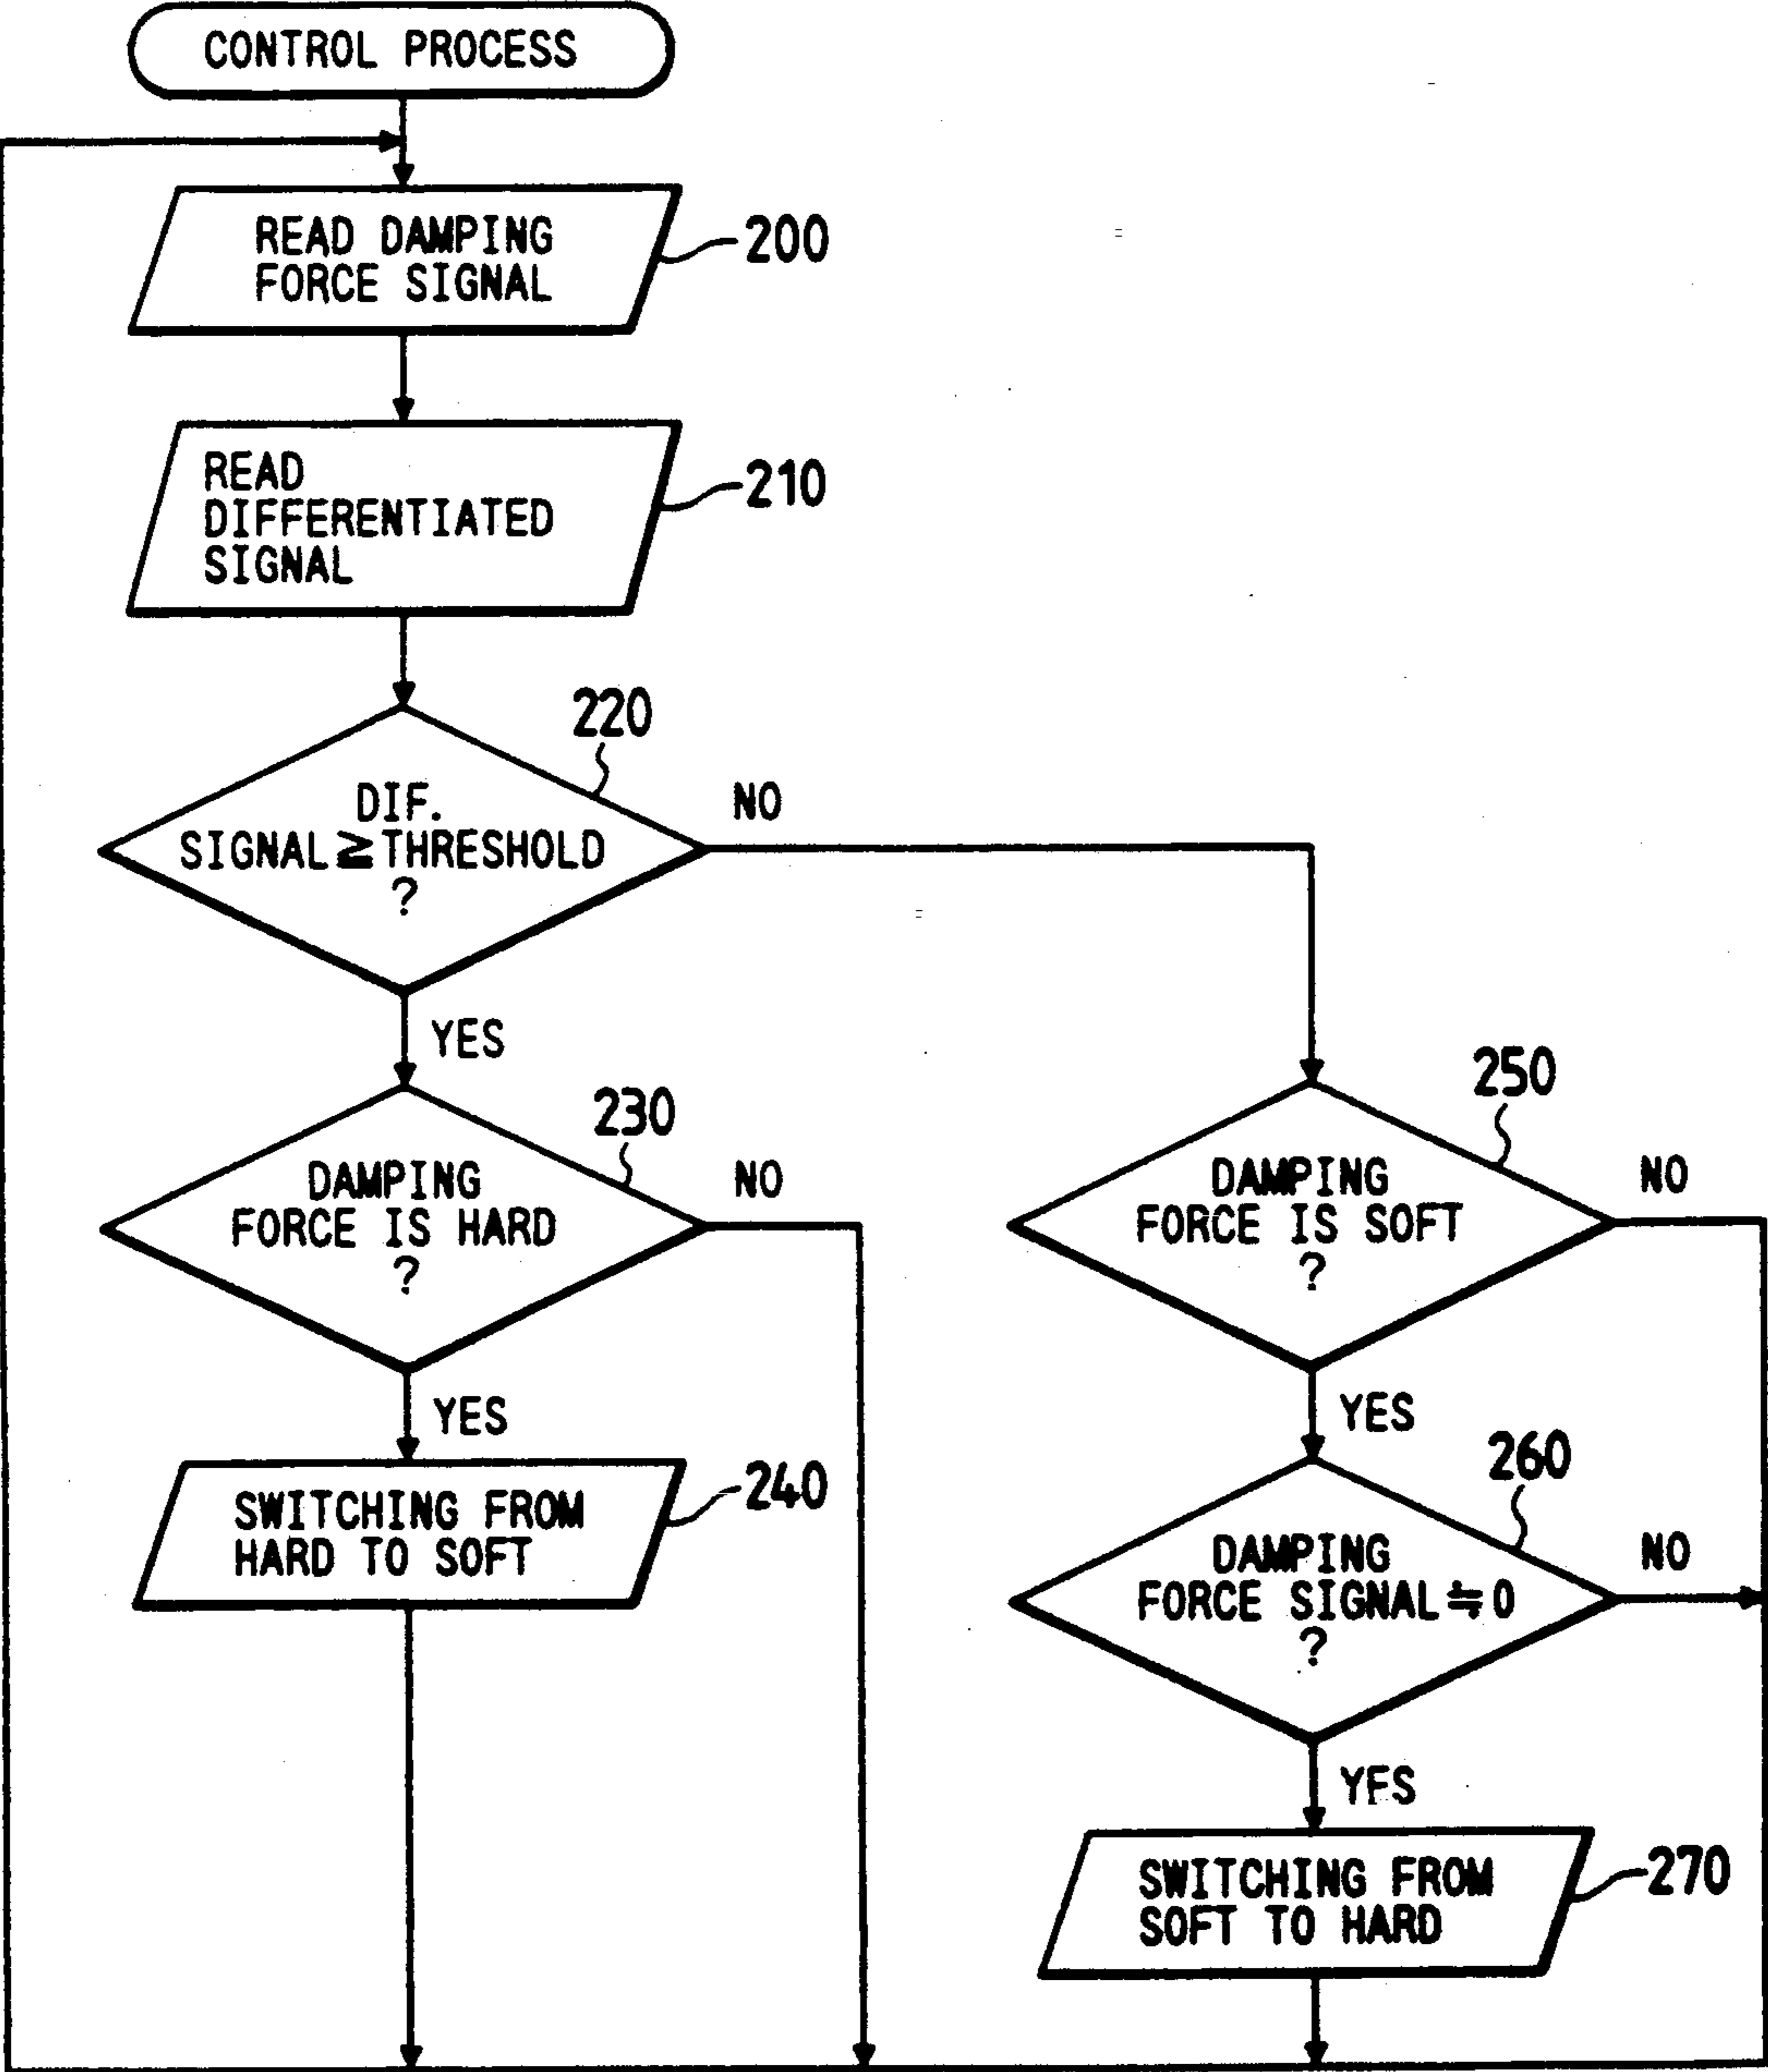 CONTROL PROCESS
READ DAMPING
FORCE SIGNAL
200
READ
DIFFERENTIATED
SIGNAL
210
220
DIF.
SIGNAL≧THRESHOLD
?
NO
YES
230
DAMPING
FORCE IS HARD
?
NO
YES
SWITCHING FROM
HARD TO SOFT
240
250
DAMPING
FORCE IS SOFT
?
NO
YES
260
DAMPING
FORCE SIGNAL≒0
?
NO
YES
SWITCHING FROM
SOFT TO HARD
270